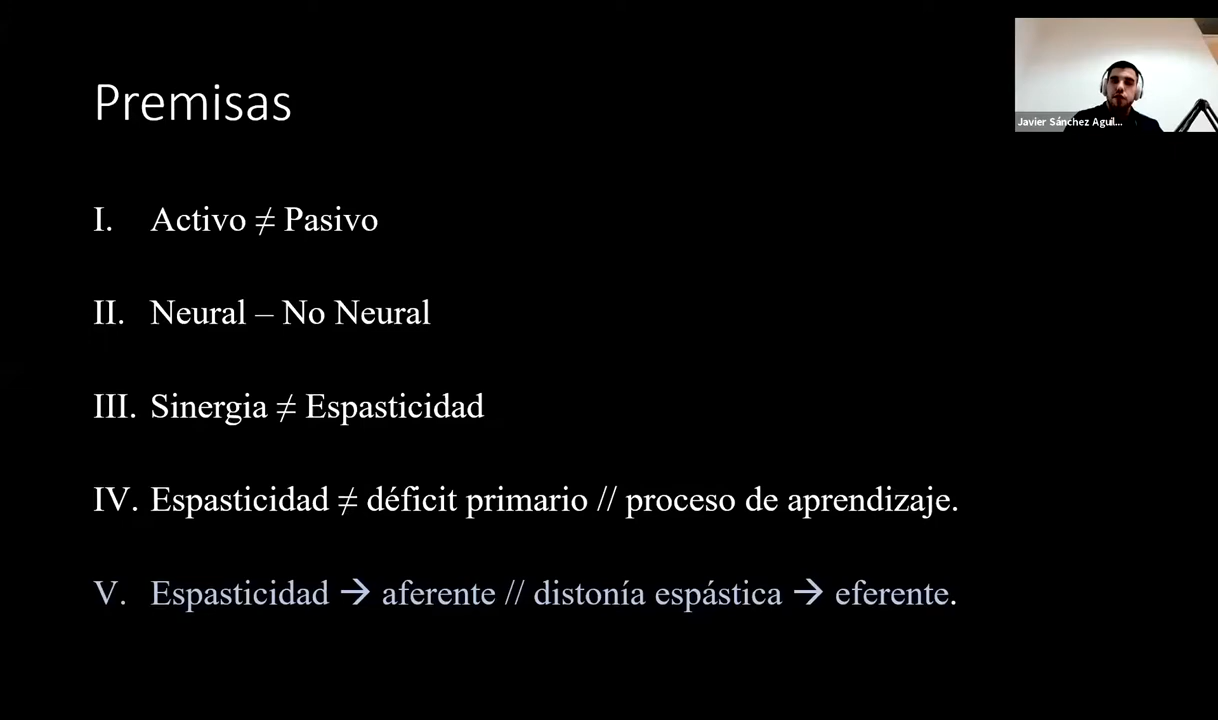 Premisas
Javier Sánchez Aguil...
I. Activo ≠ Pasivo
II. Neural – No Neural
III. Sinergia ≠ Espasticidad
IV. Espasticidad ≠ déficit primario // proceso de aprendizaje.
V. Espasticidad → aferente // distonía espástica → eferente.